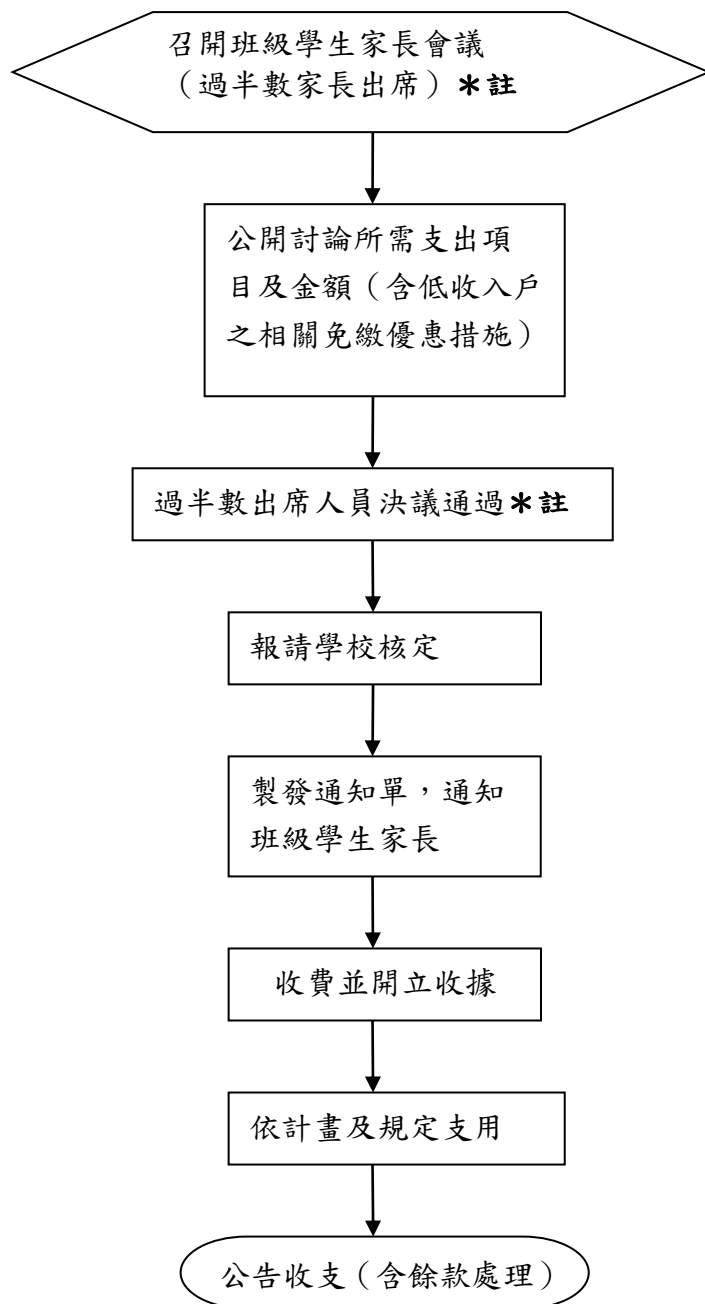 召開班級學生家長會議
（過半數家長出席）＊註
公開討論所需支出項
目及金額（含低收入戶
之相關免繳優惠措施）
過半數出席人員決議通過＊註
報請學校核定
製發通知單，通知
班級學生家長
收費並開立收據
依計畫及規定支用
公告收支（含餘款處理）